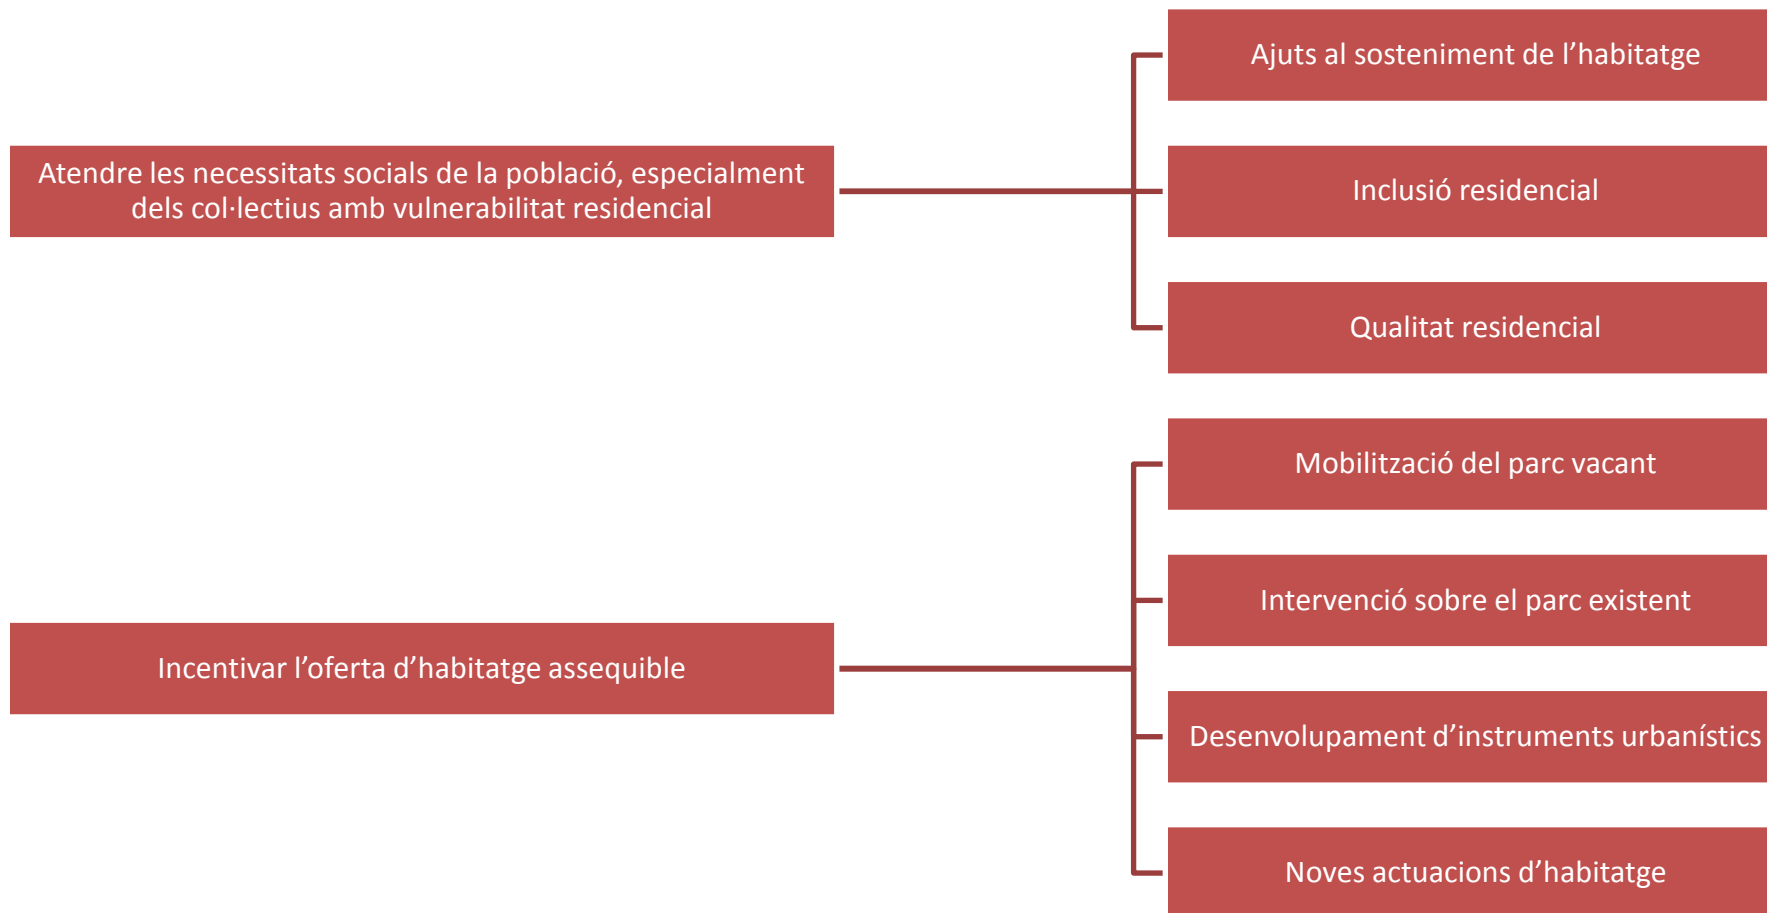 Atendre les necessitats socials de la població, especialment
dels col·lectius amb vulnerabilitat residencial
Ajuts al sosteniment de l’habitatge
Inclusió residencial
Qualitat residencial
Incentivar l’oferta d’habitatge assequible
Mobilització del parc vacant
Intervenció sobre el parc existent
Desenvolupament d’instruments urbanístics
Noves actuacions d’habitatge